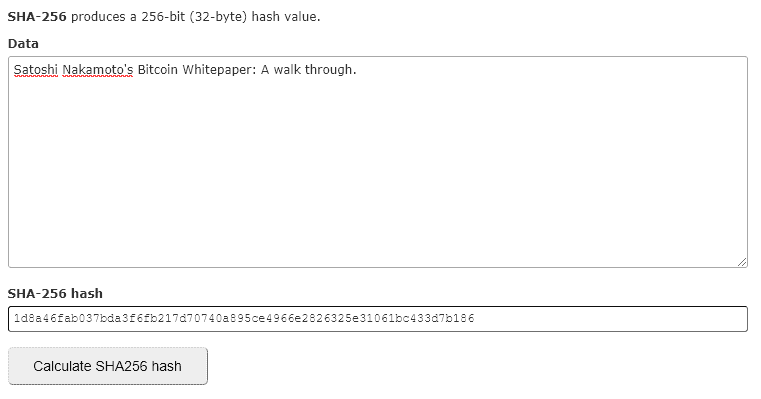 SHA-256 produces a 256-bit (32-byte) hash value.
Data
Satoshi Nakamoto's Bitcoin Whitepaper: A walk through.
SHA-256 hash
1d8a46fab037bda3f6fb217d70740a895ce4966e2826325e31061bc433d7b186
Calculate SHA256 hash